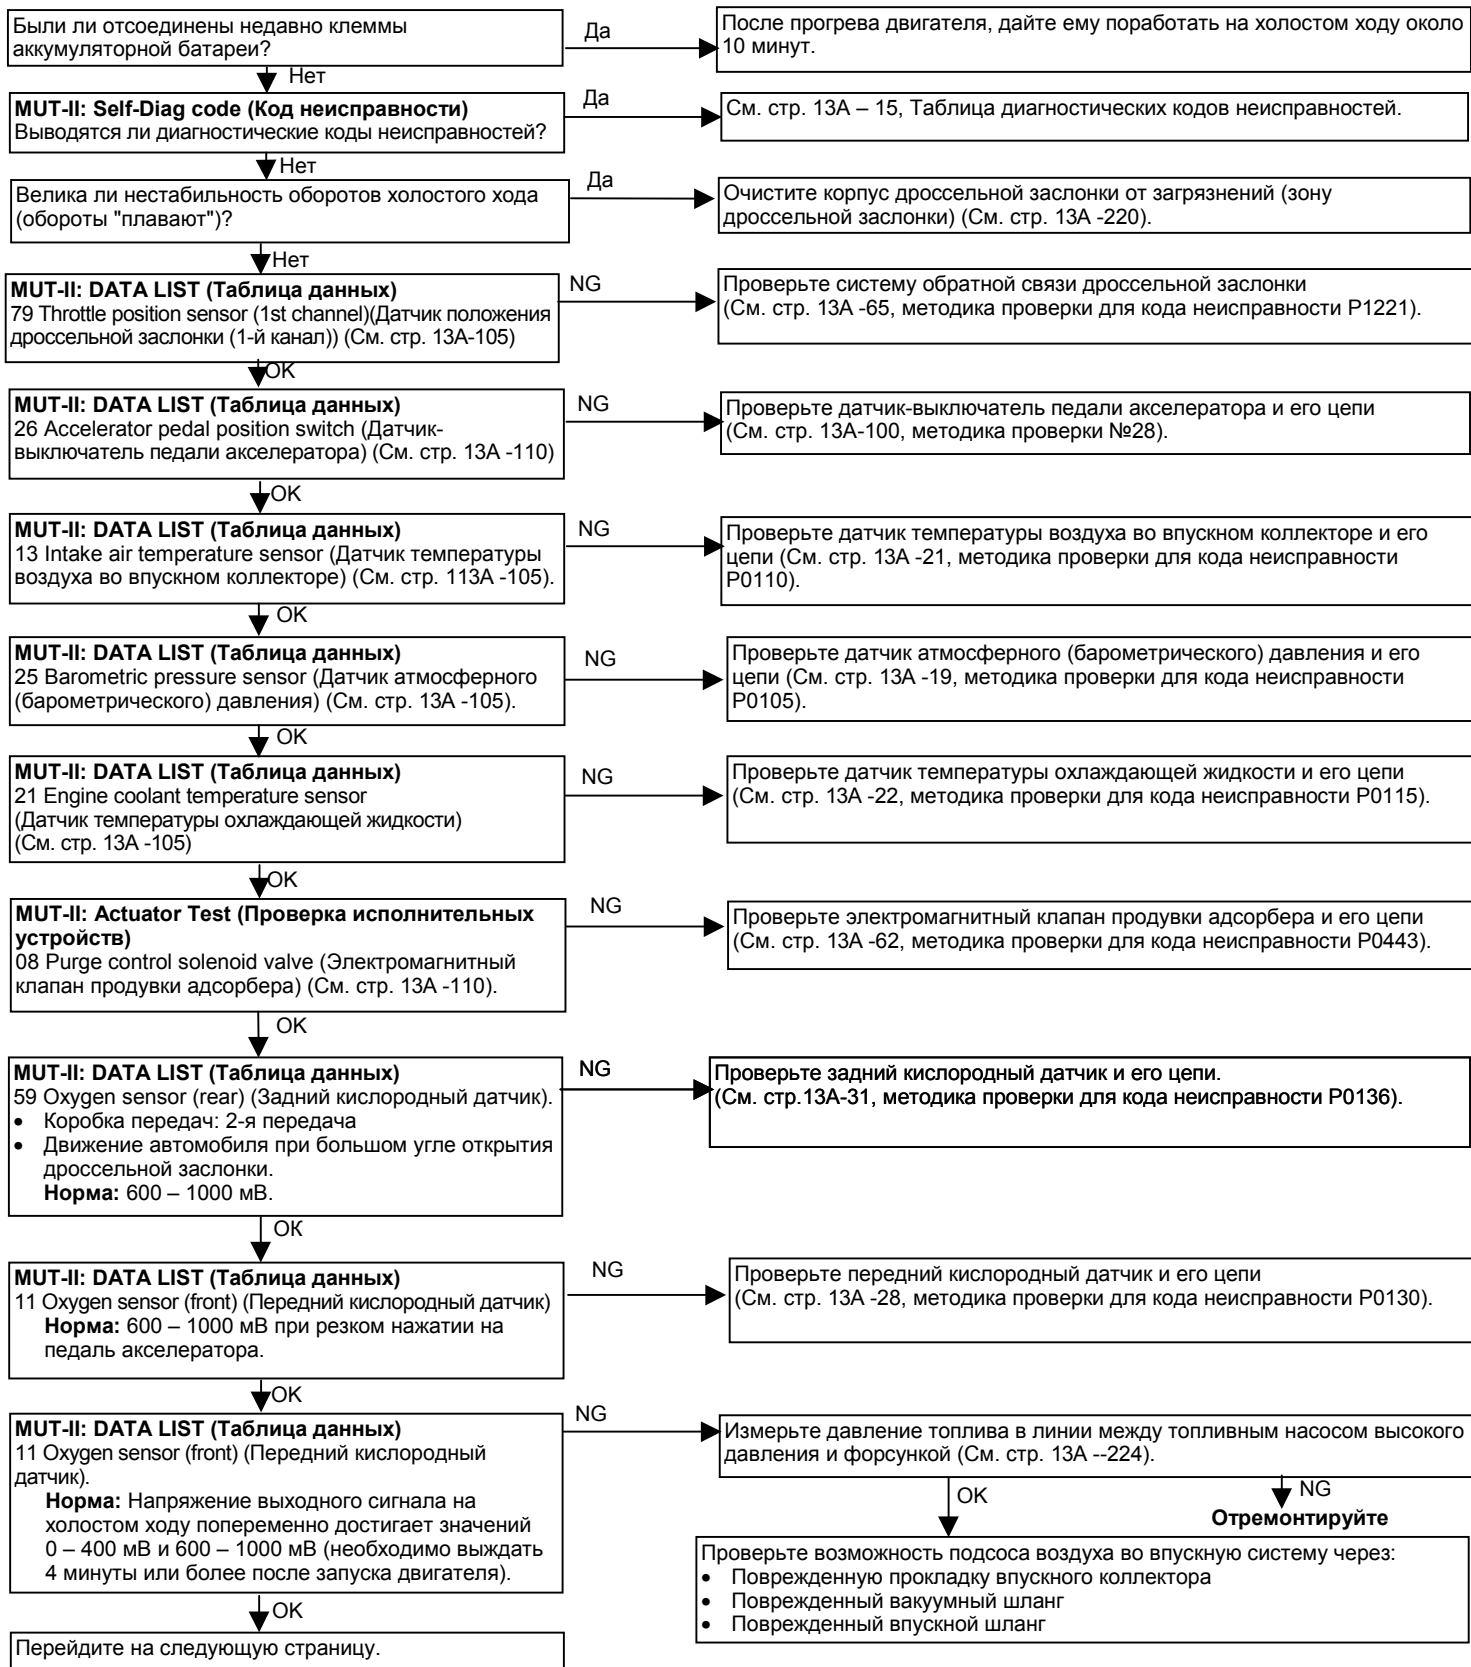 Были ли отсоединены недавно клеммы
аккумуляторной батареи?
Да
После прогрева двигателя, дайте ему поработать на холостом ходу около
10 минут.
Нет
MUT-II: Self-Diag code (Код неисправности)
Выводятся ли диагностические коды неисправностей?
Да
См. стр. 13А – 15, Таблица диагностических кодов неисправностей.
Нет
Велика ли нестабильность оборотов холостого хода
(обороты "плавают")?
Да
Очистите корпус дроссельной заслонки от загрязнений (зону
дроссельной заслонки) (См. стр. 13А -220).
Нет
MUT-II: DATA LIST (Таблица данных)
79 Throttle position sensor (1st channel)(Датчик положения
дроссельной заслонки (1-й канал)) (См. стр. 13А-105)
NG
Проверьте систему обратной связи дроссельной заслонки
(См. стр. 13А -65, методика проверки для кода неисправности P1221).
OK
MUT-II: DATA LIST (Таблица данных)
26 Accelerator pedal position switch (Датчик-
выключатель педали акселератора) (См. стр. 13А -110)
NG
Проверьте датчик-выключатель педали акселератора и его цепи
(См. стр. 13А-100, методика проверки №28).
OK
MUT-II: DATA LIST (Таблица данных)
13 Intake air temperature sensor (Датчик температуры
воздуха во впускном коллекторе) (См. стр. 113А -105).
NG
Проверьте датчик температуры воздуха во впускном коллекторе и его
цепи (См. стр. 13А -21, методика проверки для кода неисправности
P0110).
OK
MUT-II: DATA LIST (Таблица данных)
25 Barometric pressure sensor (Датчик атмосферного
(барометрического) давления) (См. стр. 13А -105).
NG
Проверьте датчик атмосферного (барометрического) давления и его
цепи (См. стр. 13А -19, методика проверки для кода неисправности
P0105).
OK
MUT-II: DATA LIST (Таблица данных)
21 Engine coolant temperature sensor
(Датчик температуры охлаждающей жидкости)
(См. стр. 13А -105)
NG
Проверьте датчик температуры охлаждающей жидкости и его цепи
(См. стр. 13А -22, методика проверки для кода неисправности P0115).
OK
MUT-II: Actuator Test (Проверка исполнительных
устройств)
08 Purge control solenoid valve (Электромагнитный
клапан продувки адсорбера) (См. стр. 13А -110).
NG
Проверьте электромагнитный клапан продувки адсорбера и его цепи
(См. стр. 13А -62, методика проверки для кода неисправности P0443).
OK
MUT-II: DATA LIST (Таблица данных)
59 Oxygen sensor (rear) (Задний кислородный датчик).
• Коробка передач: 2-я передача
• Движение автомобиля при большом угле открытия
дроссельной заслонки.
Норма: 600 – 1000 мВ.
NG
Проверьте задний кислородный датчик и его цепи.
(См. стр.13А-31, методика проверки для кода неисправности P0136).
OK
MUT-II: DATA LIST (Таблица данных)
11 Oxygen sensor (front) (Передний кислородный датчик)
Норма: 600 – 1000 мВ при резком нажатии на
педаль акселератора.
NG
Проверьте передний кислородный датчик и его цепи
(См. стр. 13А -28, методика проверки для кода неисправности P0130).
OK
MUT-II: DATA LIST (Таблица данных)
11 Oxygen sensor (front) (Передний кислородный
датчик).
Норма: Напряжение выходного сигнала на
холостом ходу попеременно достигает значений
0 – 400 мВ и 600 – 1000 мВ (необходимо выждать
4 минуты или более после запуска двигателя).
NG
Измерьте давление топлива в линии между топливным насосом высокого
давления и форсункой (См. стр. 13А --224).
OK
NG
Отремонтируйте
Проверьте возможность подсоса воздуха во впускную систему через:
• Поврежденную прокладку впускного коллектора
• Поврежденный вакуумный шланг
• Поврежденный впускной шланг
OK
Перейдите на следующую страницу.